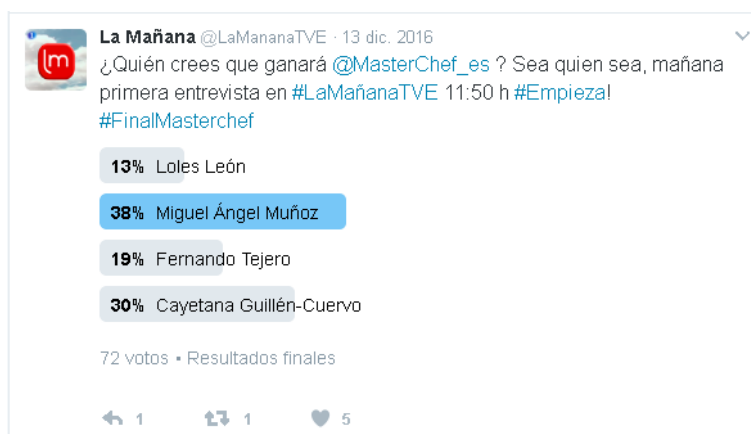 La Mañana @LaMananaTVE · 13 dic. 2016
lm
¿Quién crees que ganará @MasterChef_es ? Sea quien sea, mañana
primera entrevista en #LaMañanaTVE 11:50 h #Empieza!
#FinalMasterchef
13% Loles León
38% Miguel Ángel Muñoz
19% Fernando Tejero
30% Cayetana Guillén-Cuervo
72 votos • Resultados finales
1 1 5